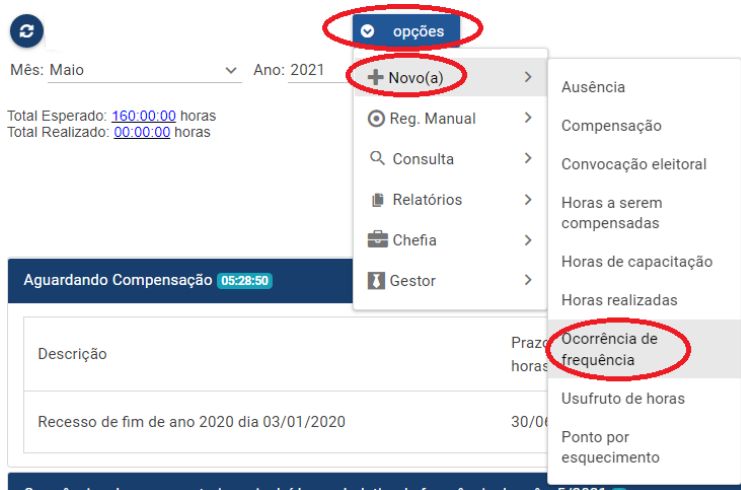 opções
Mês: Maio Ano: 2021
Total Esperado: 160:00:00 horas
Total Realizado: 00:00:00 horas
Novo(a)
Reg. Manual
Consulta
Relatórios
Chefia
Gestor
Ausência
Compensação
Convocação eleitoral
Horas a serem
compensadas
Horas de capacitação
Horas realizadas
Ocorrência de
frequência
Usufruto de horas
Ponto por
esquecimento
Aguardando Compensação 05:28:50
Descrição
horas
Recesso de fim de ano 2020 dia 03/01/2020